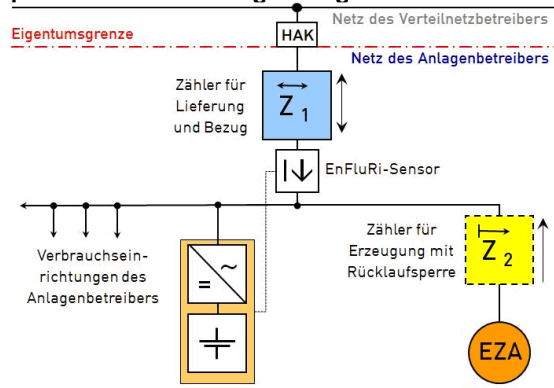 Netz des Verteilnetzbetreibers
Eigentumsgrenze
HAK
Netz des Anlagenbetreibers
Zähler für
Lieferung
und Bezug
Z 1
EnFluRi-Sensor
Zähler für
Erzeugung mit
Rücklaufsperre
Z 2
Verbrauchsein-
richtungen des
Anlagenbetreibers
~
=
EZA